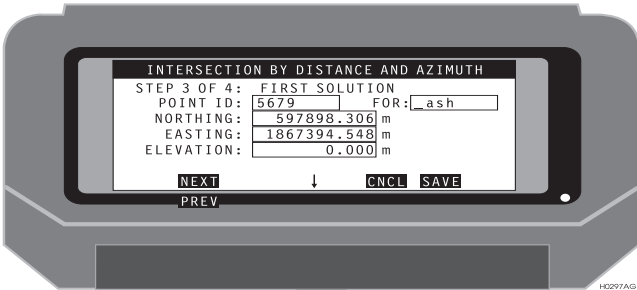 INTERSECTION BY DISTANCE AND AZIMUTH
STEP 3 OF 4: FIRST SOLUTION
POINT ID: 5679 FOR: _ash
NORTHING: 597898.306 m
EASTING: 1867394.548 m
ELEVATION: 0.000 m
NEXT ↓ CNCL SAVE
PREV
H0297AG